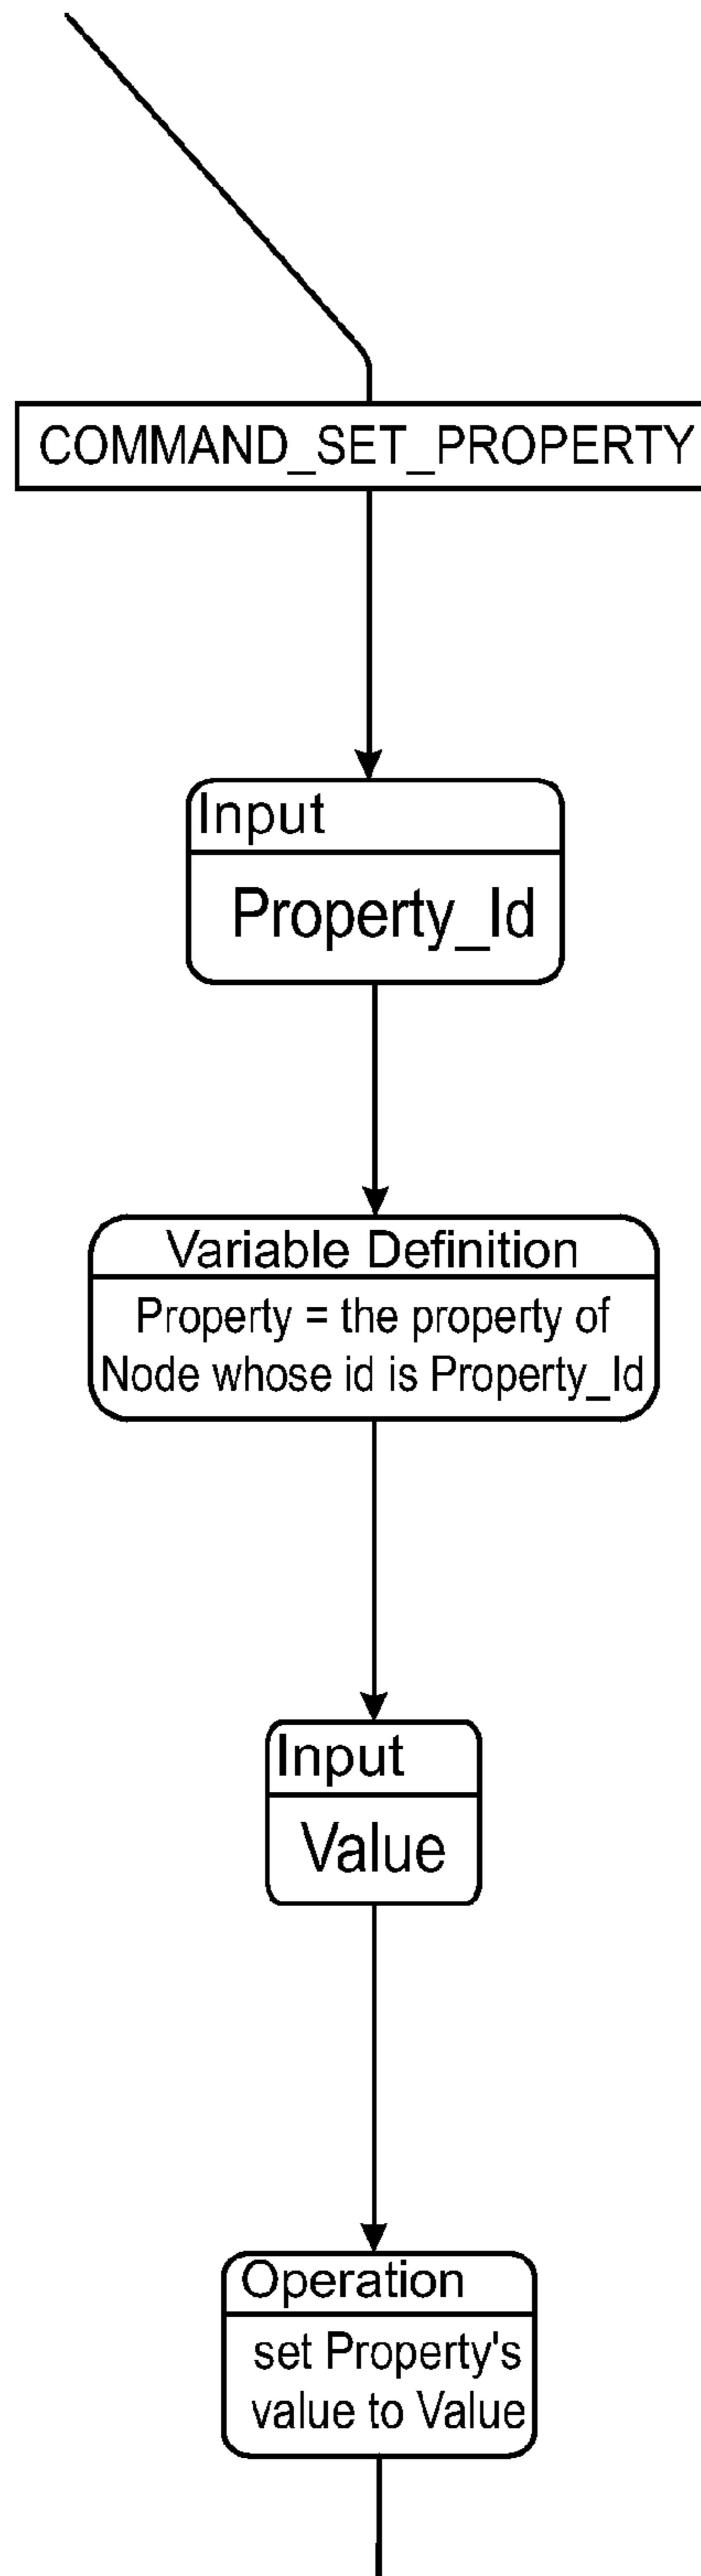 COMMAND_SET_PROPERTY
Input
Property_Id
Variable Definition
Property = the property of
Node whose id is Property_Id
Input
Value
Operation
set Property's
value to Value